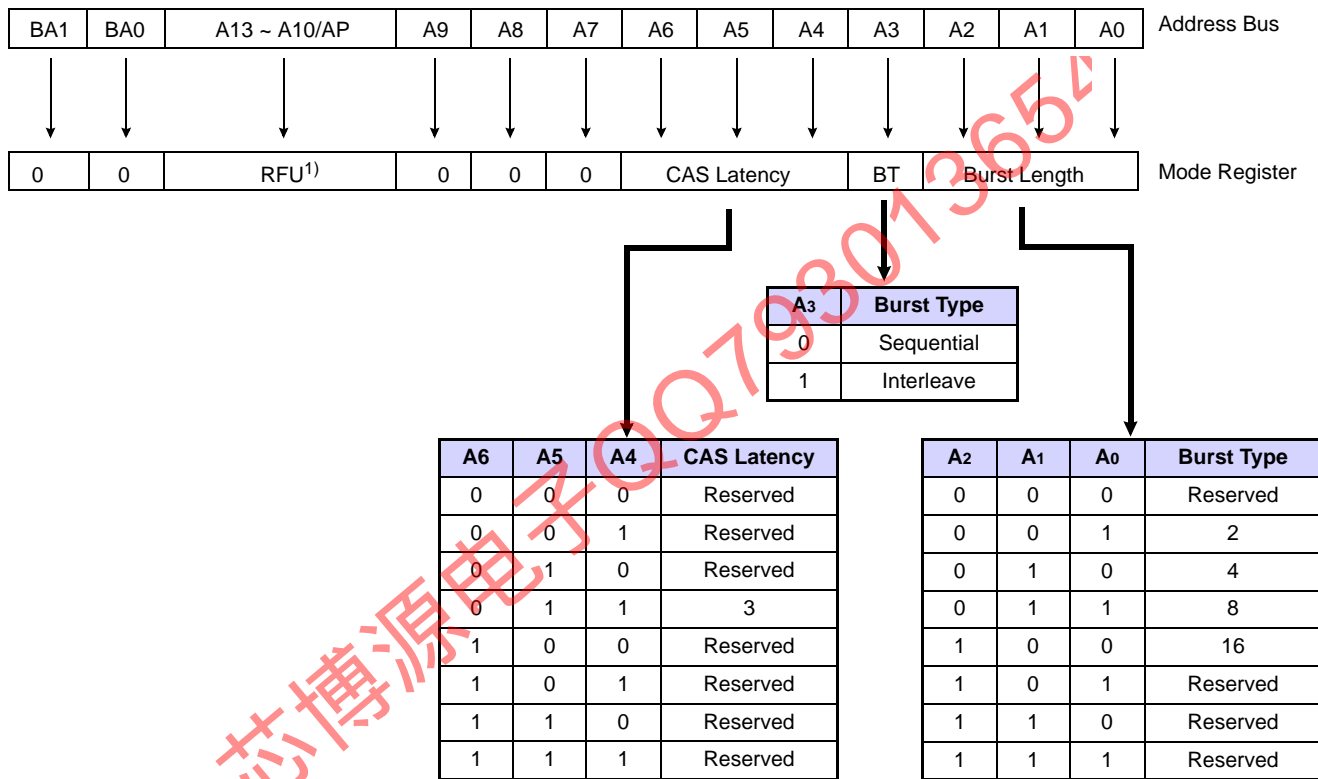 BA1 BA0 A13 ~ A10/AP A9 A8 A7 A6 A5 A4 A3 A2 A1 A0 Address Bus
0 0 RFU1) 0 0 0 CAS Latency BT Burst Length Mode Register
A3 Burst Type
0 Sequential
1 Interleave
A6 A5 A4 CAS Latency
0 0 0 Reserved
0 0 1 Reserved
0 1 0 Reserved
0 1 1 3
1 0 0 Reserved
1 0 1 Reserved
1 1 0 Reserved
1 1 1 Reserved
A2 A1 A0 Burst Type
0 0 0 Reserved
0 0 1 2
0 1 0 4
0 1 1 8
1 0 0 16
1 0 1 Reserved
1 1 0 Reserved
1 1 1 Reserved
芯博源电子QQ793013654